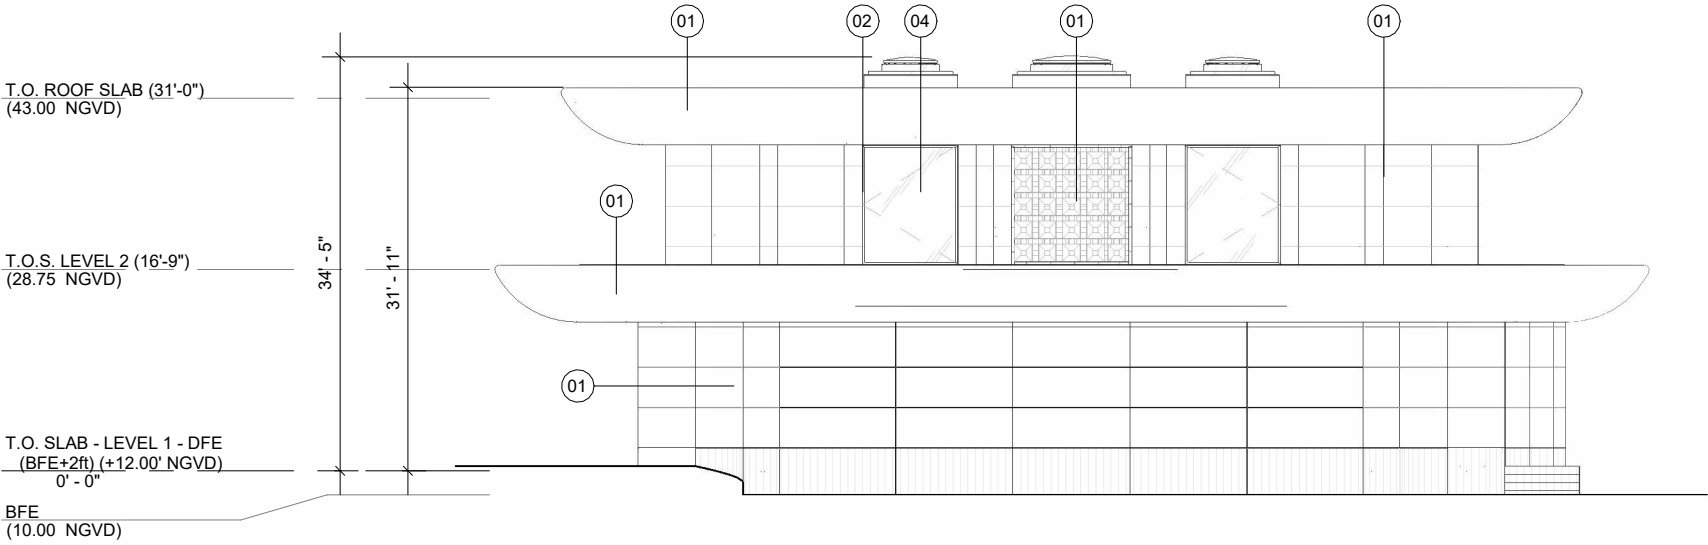 01
02
04
01
01
T.O. ROOF SLAB (31'-0")
(43.00 NGVD)
01
T.O.S. LEVEL 2 (16'-9")
(28.75 NGVD)
34' - 5"
31' - 11"
01
T.O. SLAB - LEVEL 1 - DFE
(BFE+2ft) (+12.00' NGVD)
0' - 0"
BFE
(10.00 NGVD)